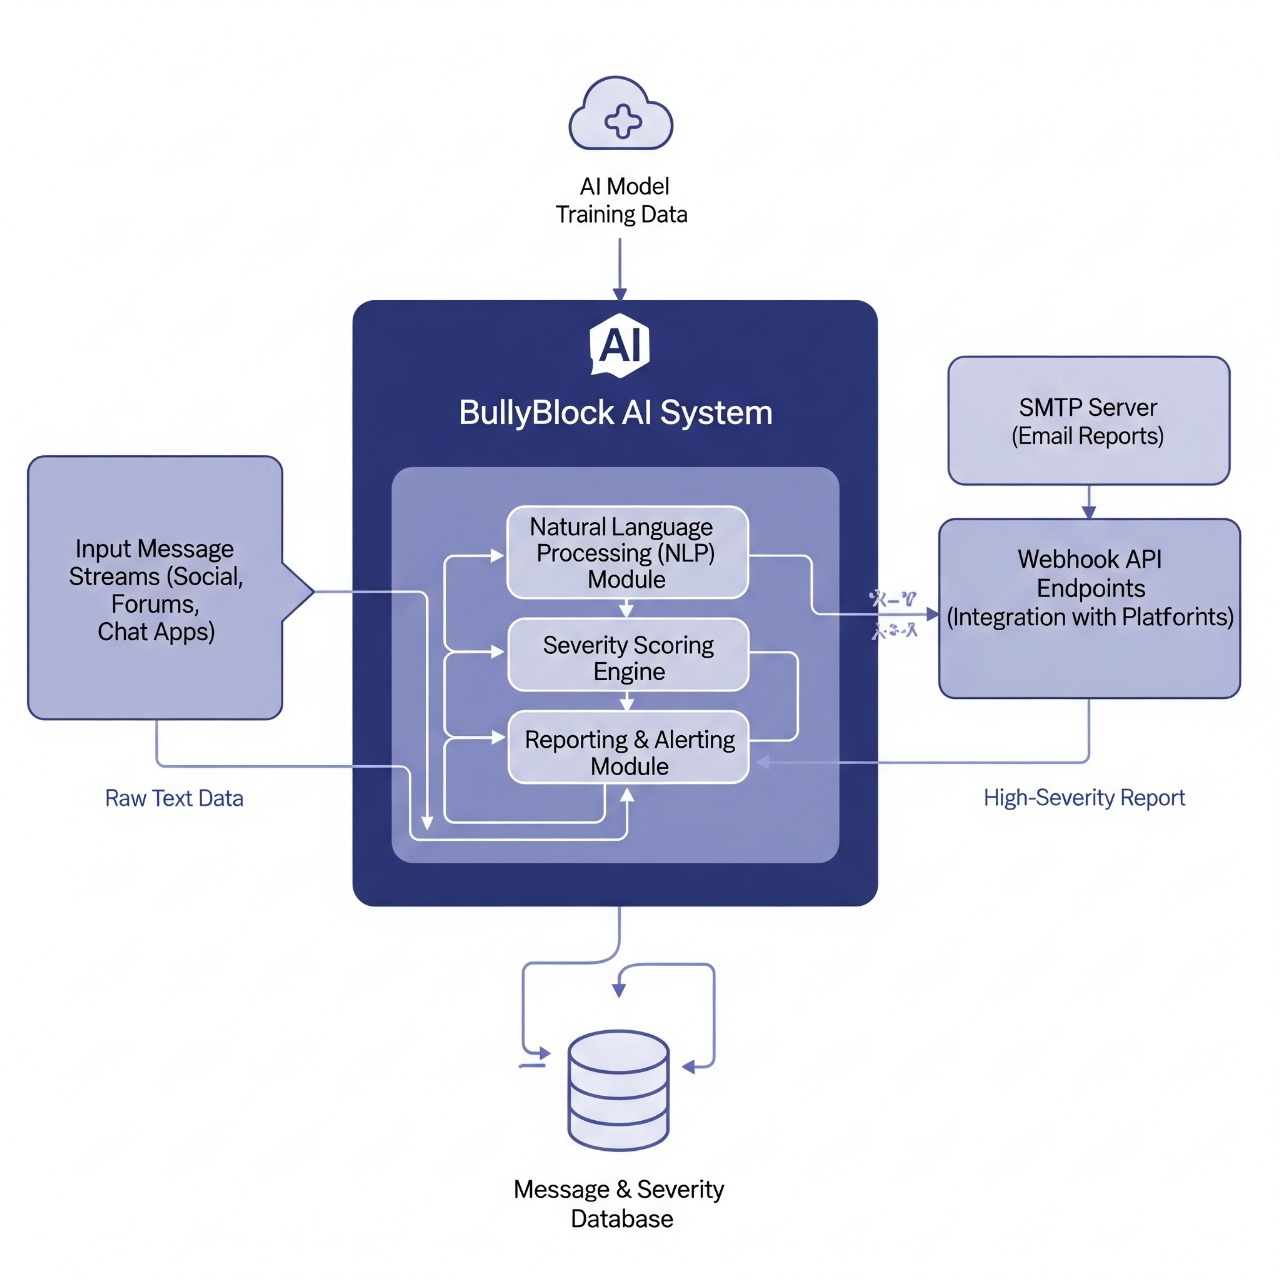 AI Model
Training Data
AI
BullyBlock AI System
SMTP Server
(Email Reports)
Input Message
Streams (Social,
Forums,
Chat Apps)
Natural Language
Processing (NLP)
Module
Webhook API
Endpoints
(Integration with Platforints)
Severity Scoring
Engine
Reporting & Alerting
Module
Raw Text Data
High-Severity Report
Message & Severity
Database